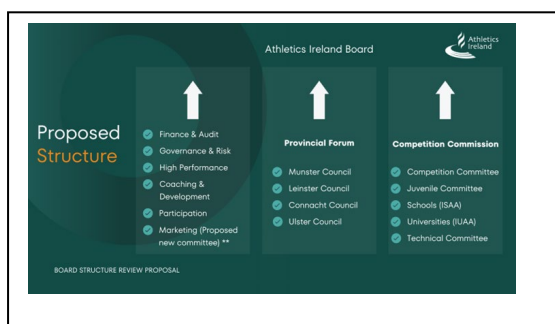 Athletics Ireland Board
Athletics
Ireland
Proposed
Structure
Finance & Audit
Governance & Risk
High Performance
Coaching &
Development
Participation
Marketing (Proposed
new committee) **
Provincial Forum
Munster Council
Leinster Council
Connacht Council
Ulster Council
Competition Commission
Competition Committee
Juvenile Committee
Schools (ISAA)
Universities (IUAA)
Technical Committee
BOARD STRUCTURE REVIEW PROPOSAL